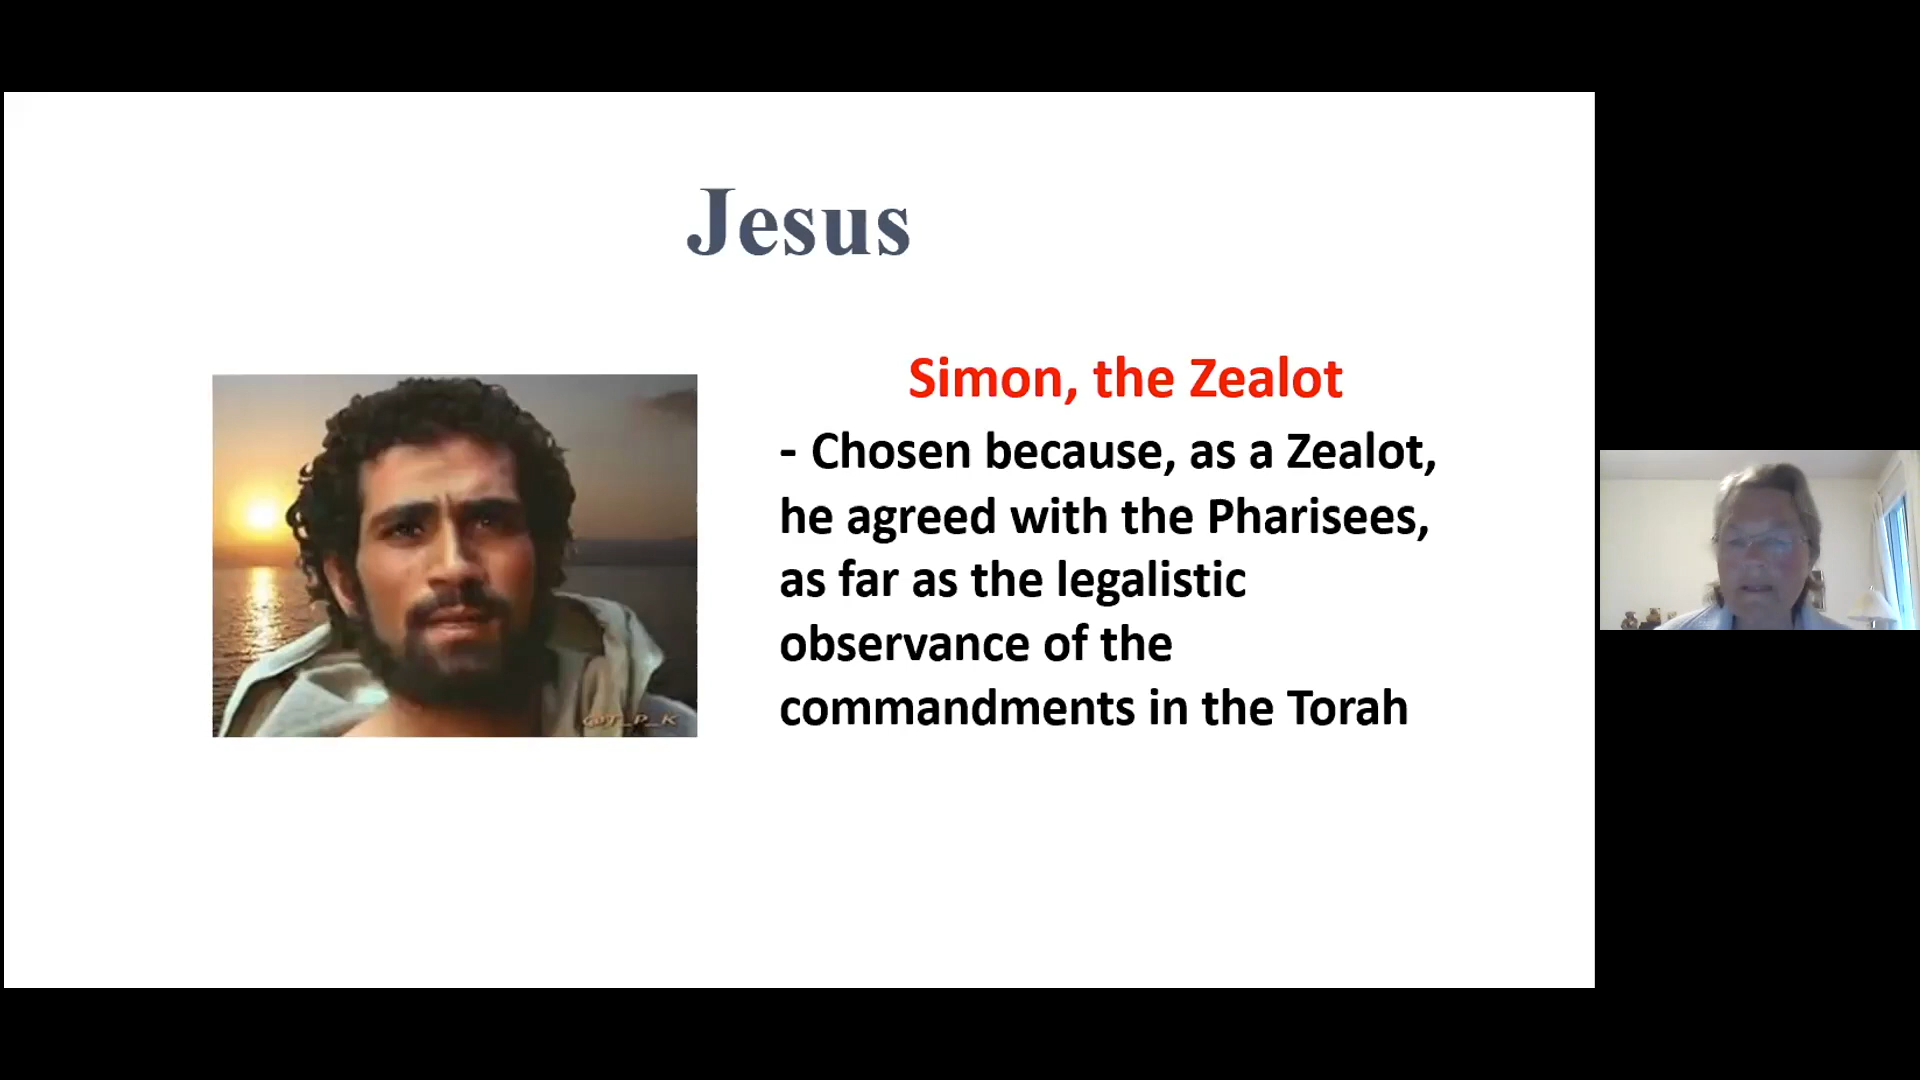 Jesus
Simon, the Zealot
- Chosen because, as a Zealot,
he agreed with the Pharisees,
as far as the legalistic
observance of the
commandments in the Torah
@T_P_K